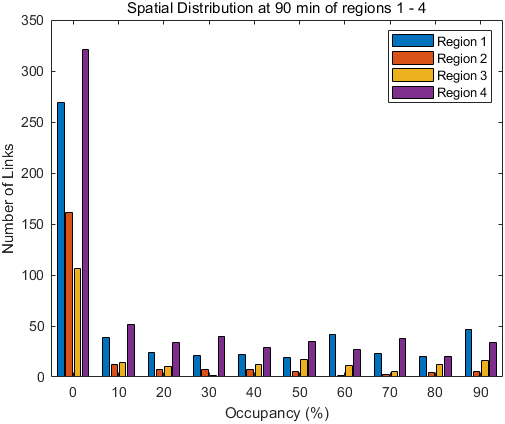 Spatial Distribution at 90 min of regions 1 - 4
350
300
250
200
150
100
50
0
Number of Links
Region 1
Region 2
Region 3
Region 4
0 10 20 30 40 50 60 70 80 90
Occupancy (%)